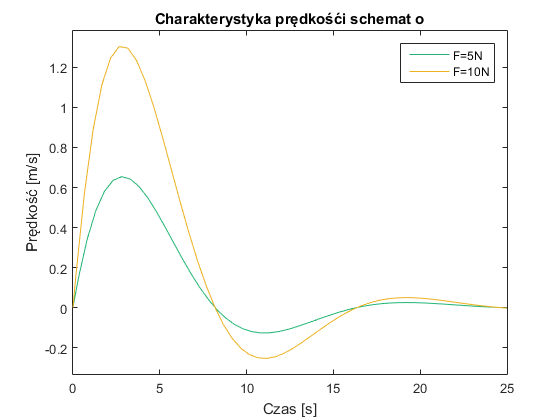 Charakterystyka prędkośći schemat o
F=5N
F=10N
Prędkość [m/s]
1.2
1
0.8
0.6
0.4
0.2
0
-0.2
0 5 10 15 20 25
Czas [s]